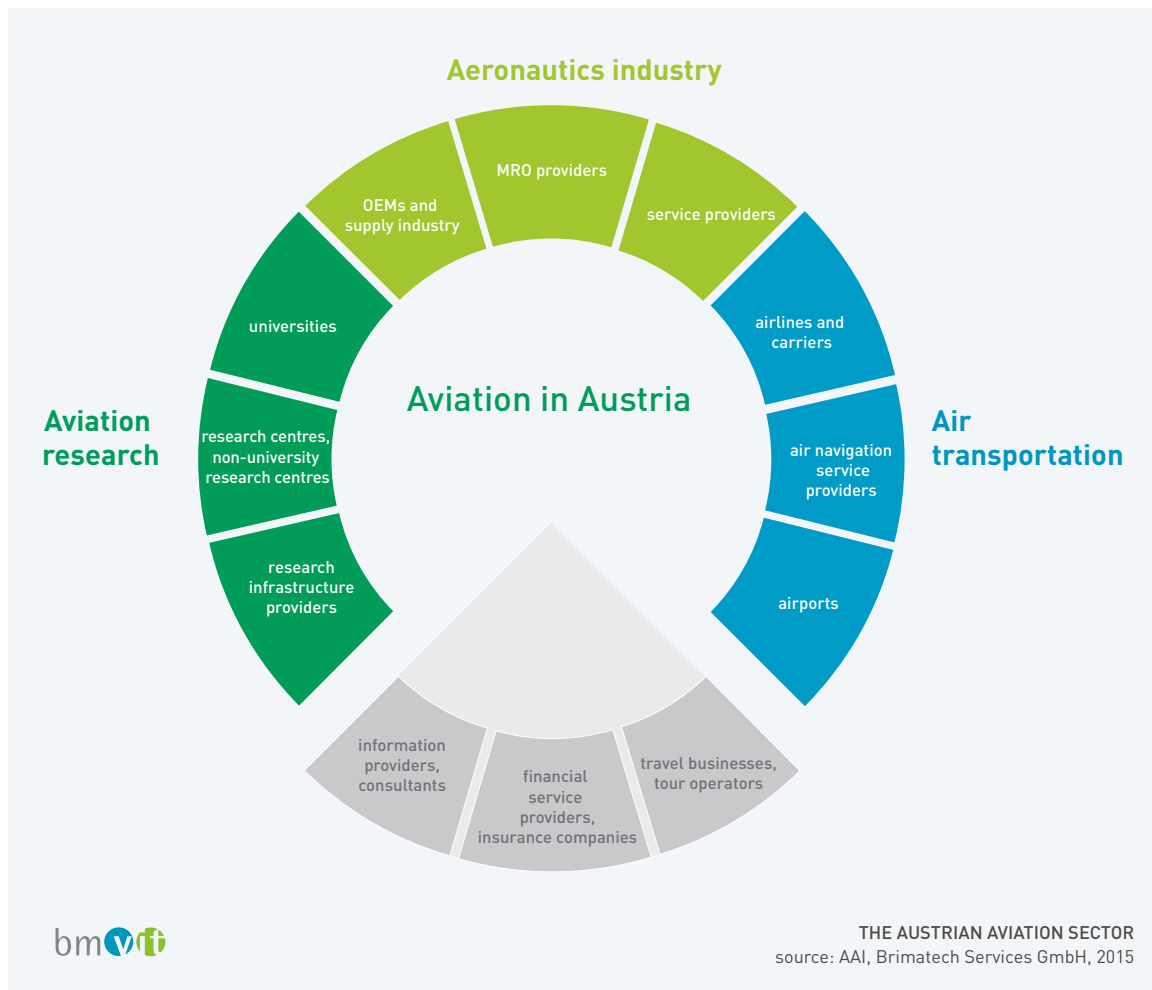 Aeronautics industry
MRO providers
OEMs and
supply industry
service providers
universities
airlines and
carriers
Aviation in Austria
Aviation
research
research centres,
non-university
research centres
air navigation
service
providers
Air
transportation
research
infrastructure
providers
airports
information
providers,
consultants
financial
service
providers,
insurance companies
travel businesses,
tour operators
bmvit
THE AUSTRIAN AVIATION SECTOR
source: AAI, Brimatech Services GmbH, 2015